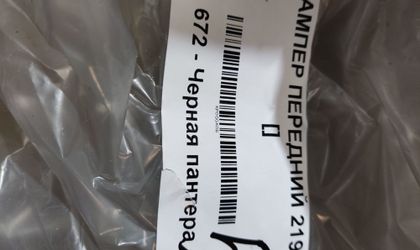 АМПЕР ПЕРЕДНИЙ 219
П
672 - Черная пантера